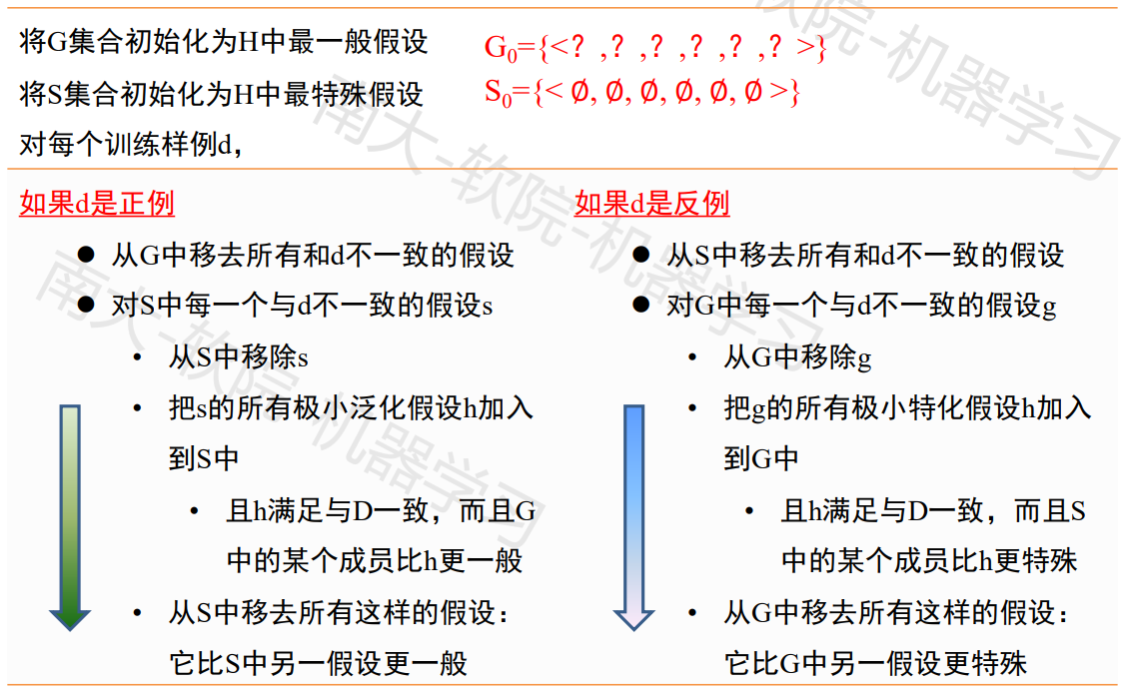 将G集合初始化为H中最一般假设 G0={<? ,? ,? ,? ,? ,? >}
将S集合初始化为H中最特殊假设 S0={< ∅, ∅, ∅, ∅, ∅, ∅ >}
对每个训练样例d，
如果d是正例
● 从G中移去所有和d不一致的假设
● 对S中每一个与d不一致的假设s
• 从S中移除s
• 把s的所有极小泛化假设h加入
到S中
• 且h满足与D一致，而且G
中的某个成员比h更一般
• 从S中移去所有这样的假设：
它比S中另一假设更一般
如果d是反例
● 从S中移去所有和d不一致的假设
● 对G中每一个与d不一致的假设g
• 从G中移除g
• 把g的所有极小特化假设h加入
到G中
• 且h满足与D一致，而且S
中的某个成员比h更特殊
• 从G中移去所有这样的假设：
它比G中另一假设更特殊
软院-机器学习
南大-软院-机器学习
南大-软院-机器学习